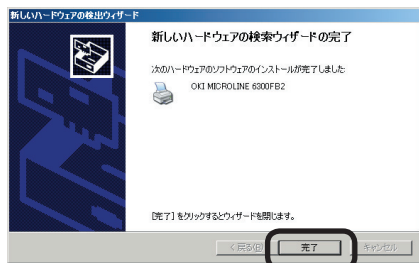 新しいハードウェアの検出ウィザード
新しいハードウェアの検索ウィザードの完了
次のハードウェアのソフトウェアのインストールが完了しました:
OKI MICROLINE 6300FB2
[完了] をクリックするとウィザードを閉じます。
< 戻る(B)
完了
キャンセル